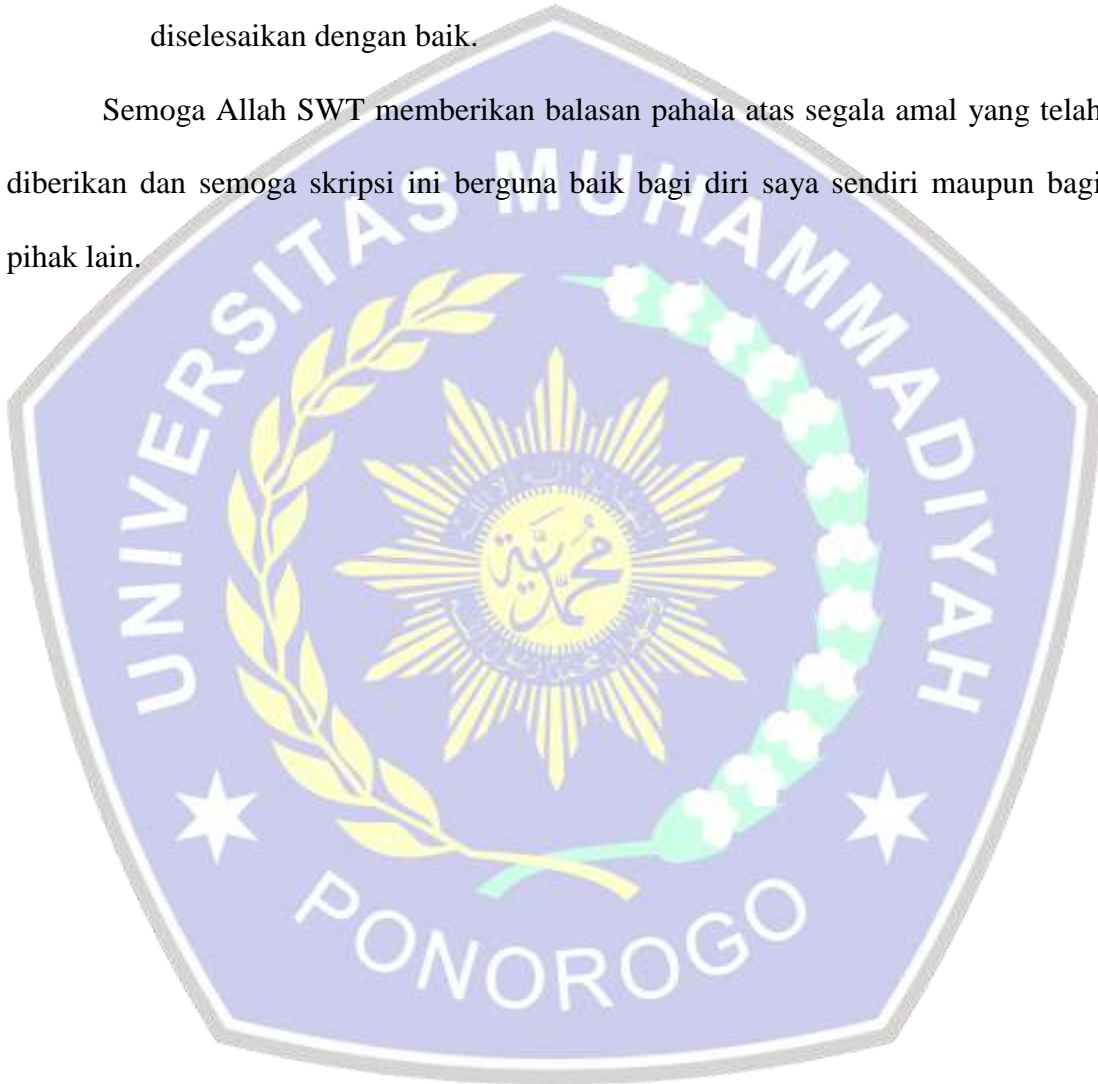 diselesaikan dengan baik.
Semoga Allah SWT memberikan balasan pahala atas segala amal yang telah
diberikan dan semoga skripsi ini berguna baik bagi diri saya sendiri maupun bagi
pihak lain.
UNIVERSITAS MUHAMMADIYAH
محمدية
PONOROGO